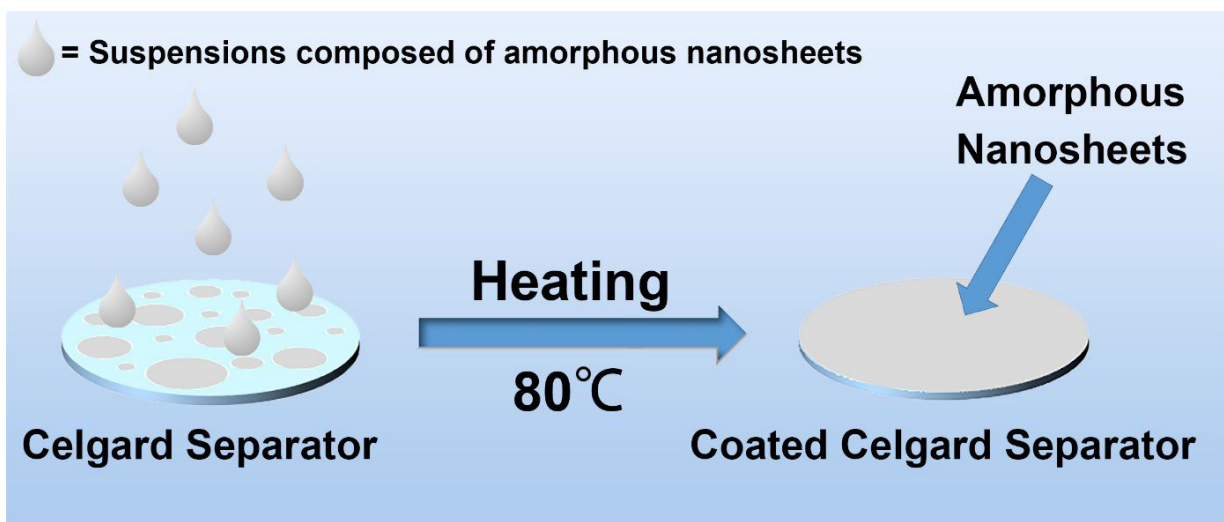 = Suspensions composed of amorphous nanosheets
Amorphous
Nanosheets
Heating
80℃
Celgard Separator
Coated Celgard Separator